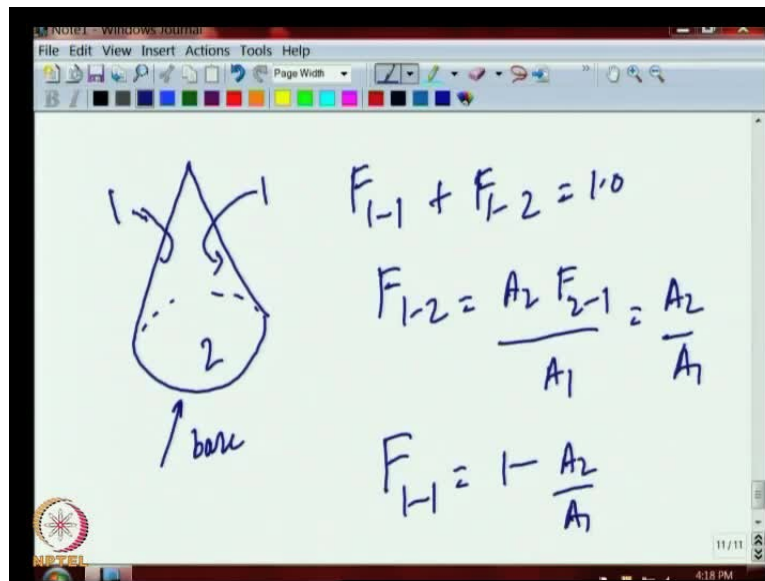 Note1 - Windows Journal
File Edit View Insert Actions Tools Help
Page Width
B I
1 1
F1-1 + F1-2 = 1.0
F1-2 = A2 F2-1 / A1 = A2 / A1
2
base
F1-1 = 1 - A2 / A1
NPTEL
11/11
4:18 PM